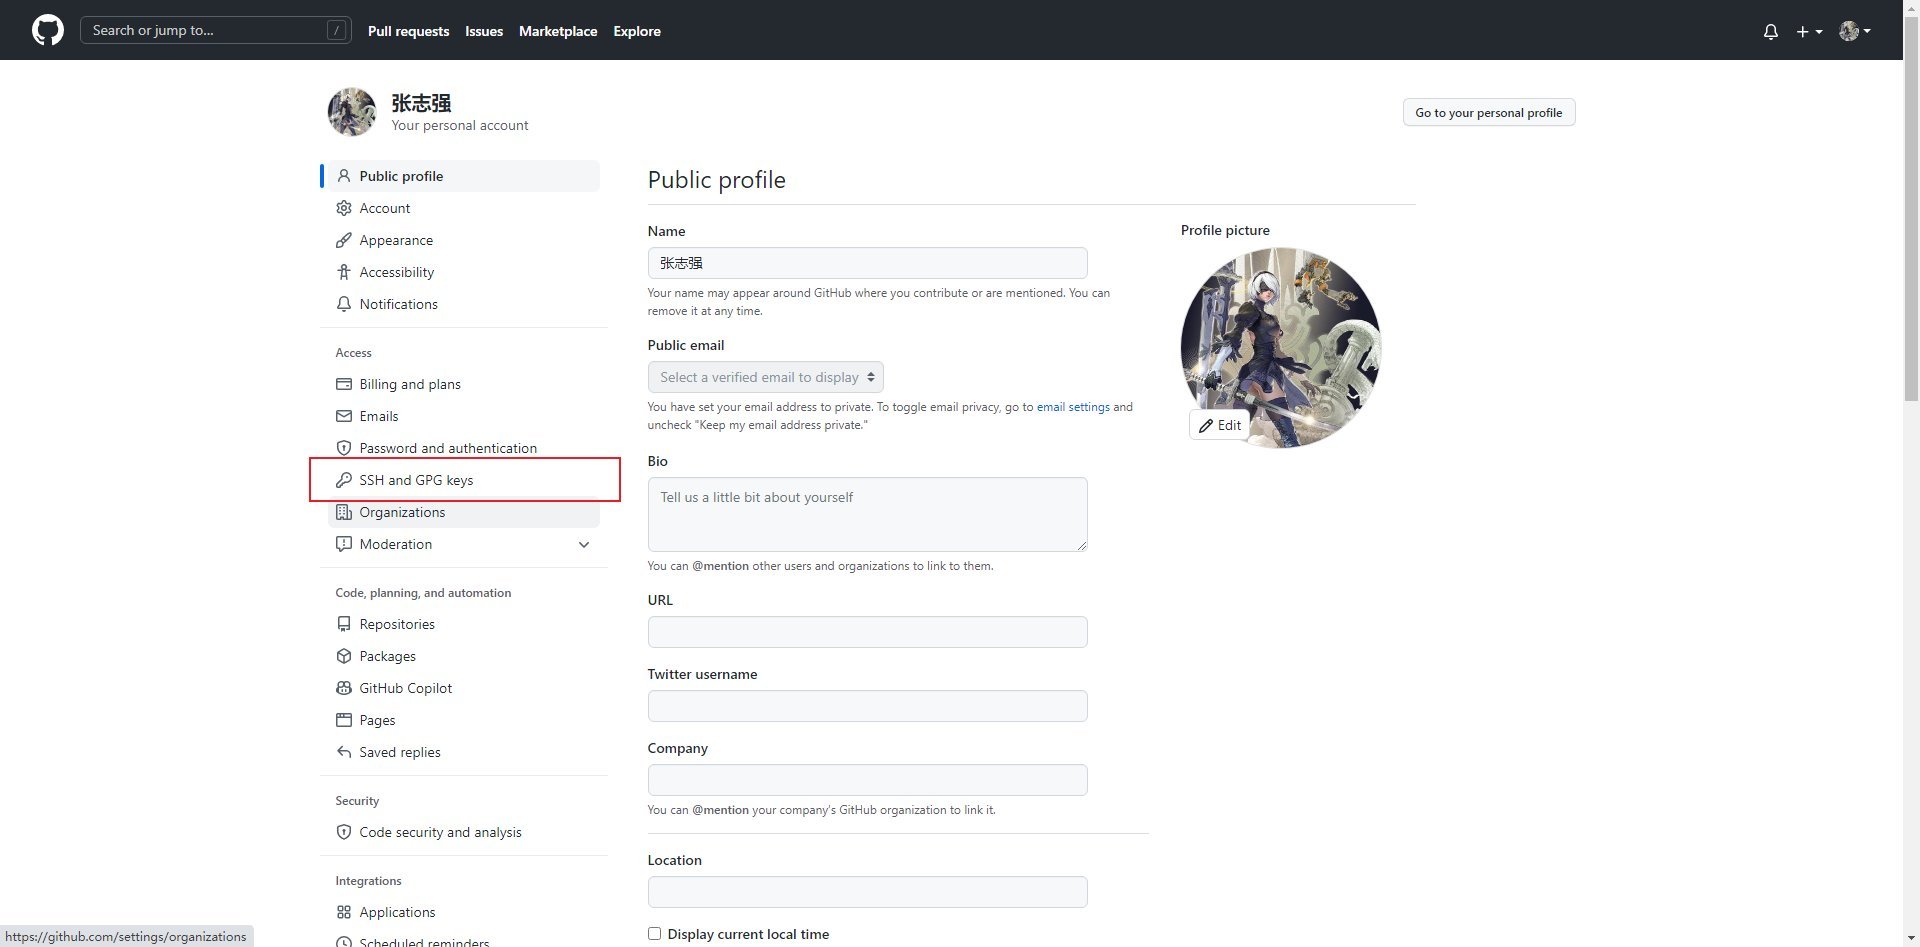 Search or jump to...
/
Pull requests
Issues
Marketplace
Explore
张志强
Your personal account
Go to your personal profile
Public profile
Account
Appearance
Accessibility
Notifications
Access
Billing and plans
Emails
Password and authentication
SSH and GPG keys
Organizations
Moderation
Code, planning, and automation
Repositories
Packages
GitHub Copilot
Pages
Saved replies
Security
Code security and analysis
Integrations
Applications
Scheduled reminders
Public profile
Name
张志强
Your name may appear around GitHub where you contribute or are mentioned. You can
remove it at any time.
Public email
Select a verified email to display
You have set your email address to private. To toggle email privacy, go to email settings and
uncheck "Keep my email address private."
Bio
Tell us a little bit about yourself
You can @mention other users and organizations to link to them.
URL
Twitter username
Company
You can @mention your company's GitHub organization to link it.
Location
Display current local time
Profile picture
Edit
https://github.com/settings/organizations